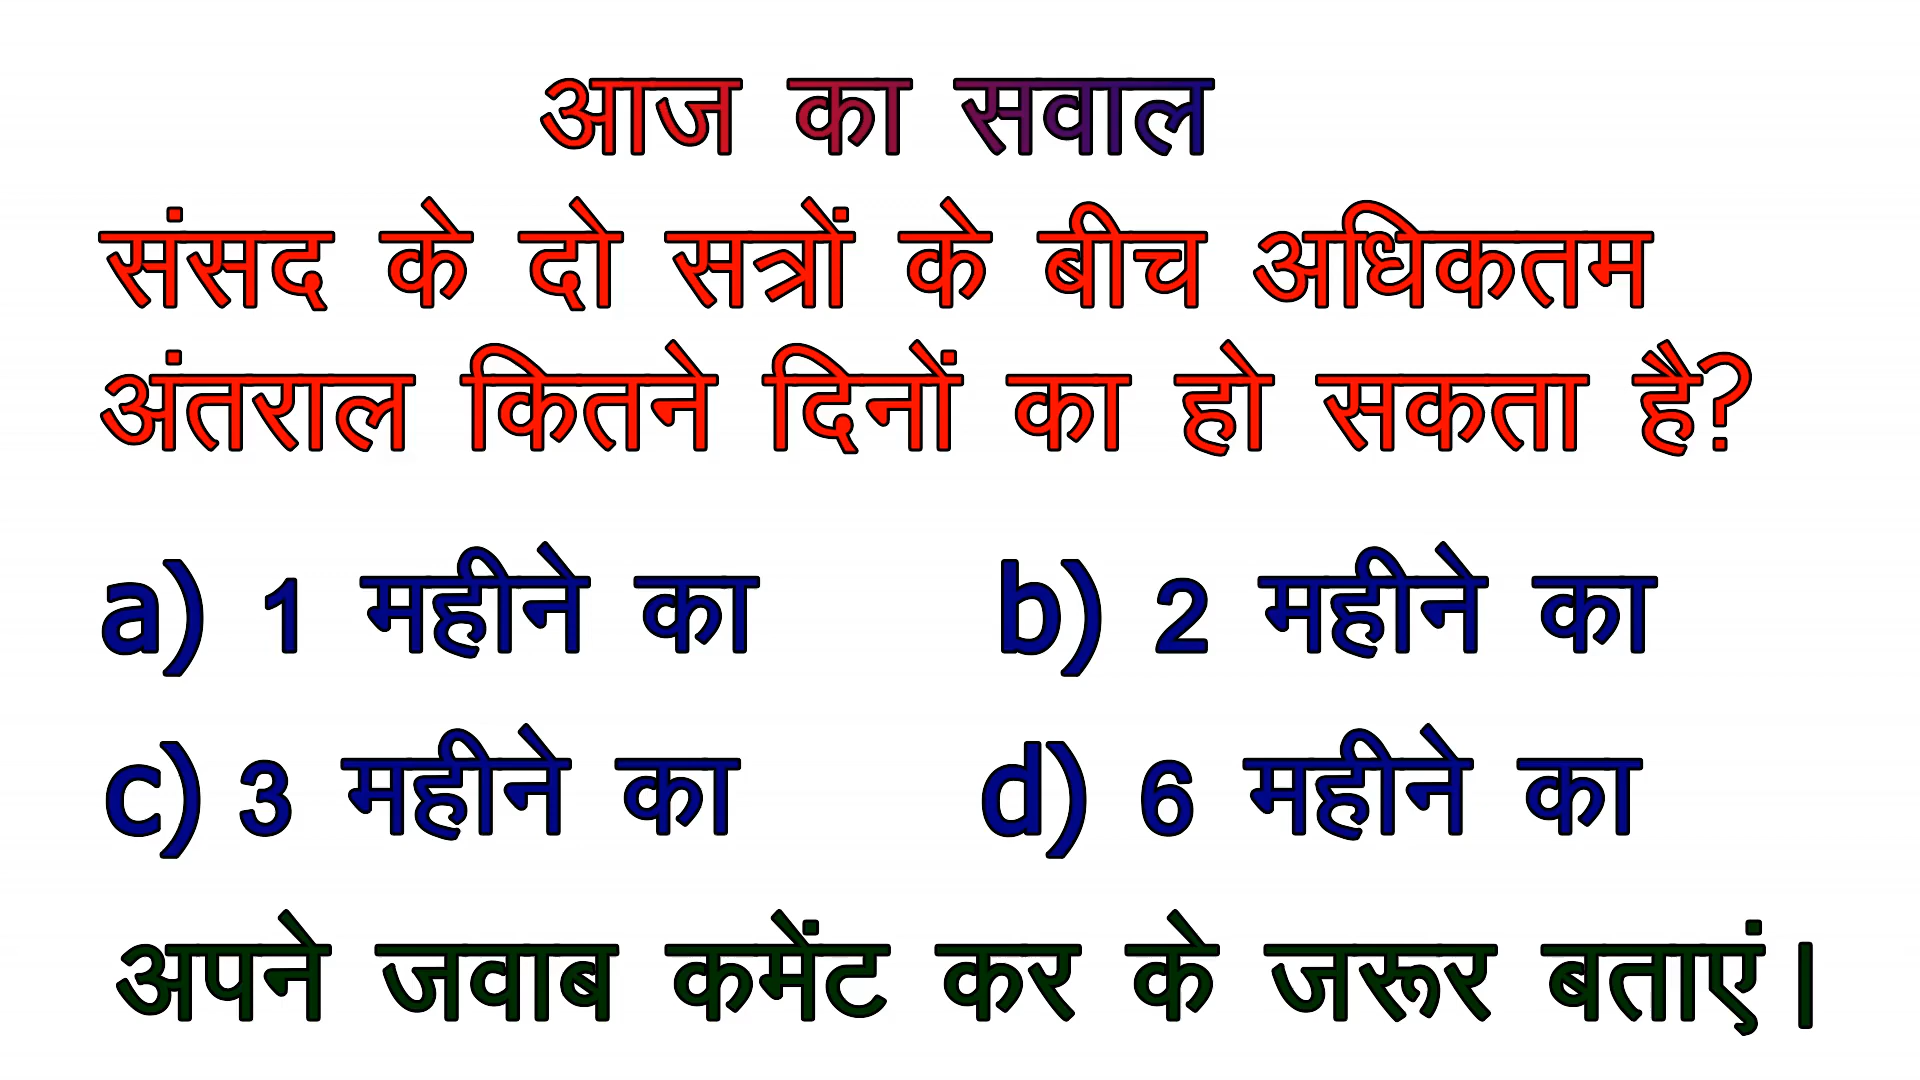 आज का सवाल
संसद के दो सत्रों के बीच अधिकतम
अंतराल कितने दिनों का हो सकता है?
a) 1 महीने का b) 2 महीने का
c) 3 महीने का d) 6 महीने का
अपने जवाब कमेंट कर के जरूर बताएं।